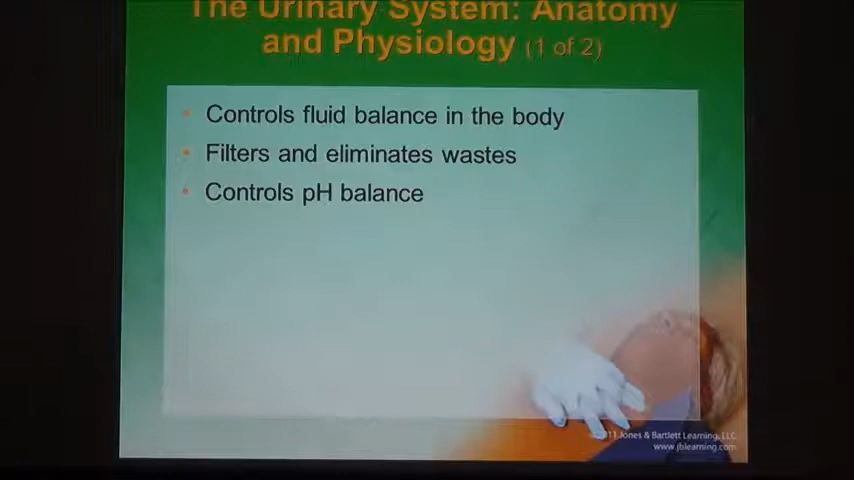 The Urinary System: Anatomy
and Physiology (1 of 2)
• Controls fluid balance in the body
• Filters and eliminates wastes
• Controls pH balance
©2011 Jones & Bartlett Learning, LLC
www.jblearning.com